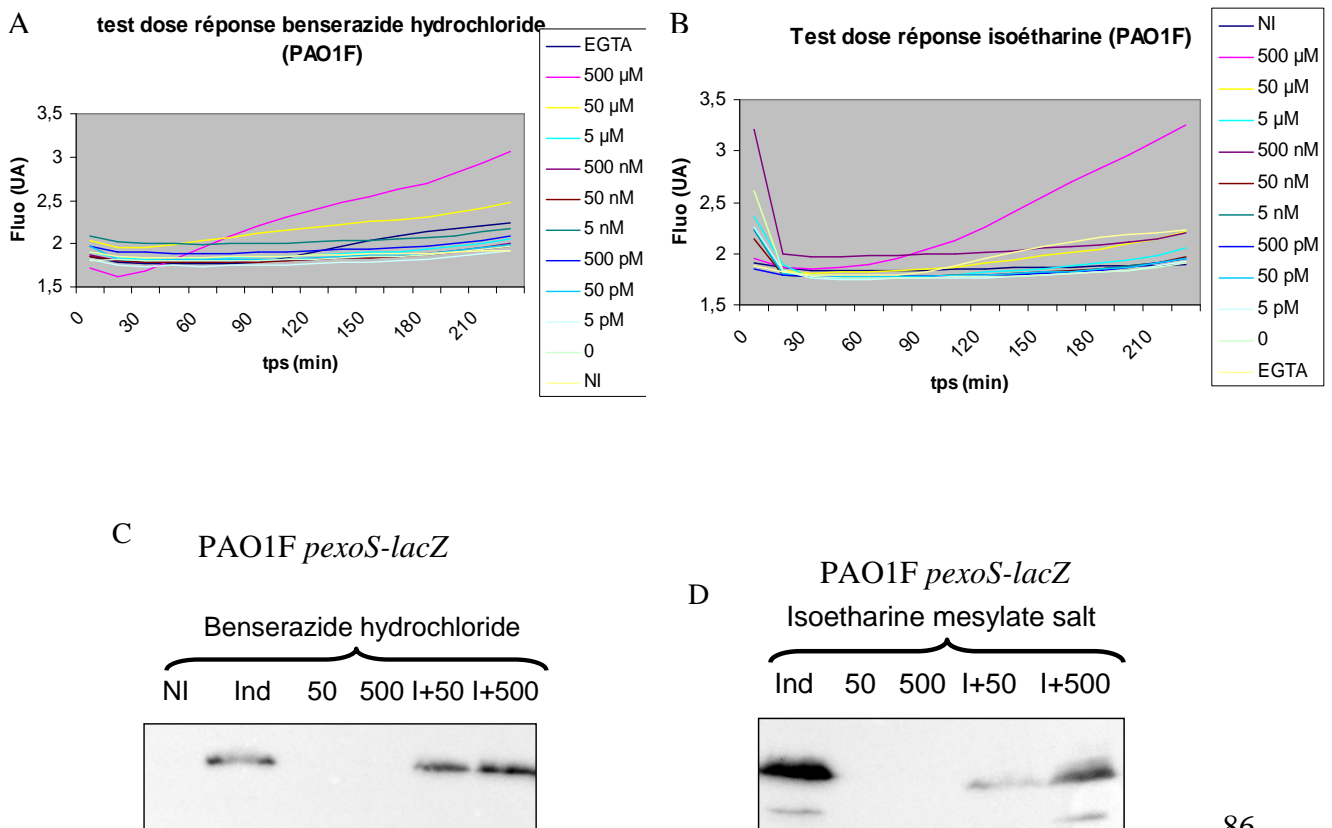 A
test dose réponse benserazide hydrochloride
(PAO1F)
Fluo (UA)
3,5
3
2,5
2
1,5
0
30
60
90
120
150
180
210
tps (min)
EGTA
500 µM
50 µM
5 µM
500 nM
50 nM
5 nM
500 pM
50 pM
5 pM
0
NI
B
Test dose réponse isoétharine (PAO1F)
Fluo (UA)
3,5
3
2,5
2
1,5
0
30
60
90
120
150
180
210
tps (min)
NI
500 µM
50 µM
5 µM
500 nM
50 nM
5 nM
500 pM
50 pM
5 pM
0
EGTA
C
PAO1F pexoS-lacZ
Benserazide hydrochloride
NI Ind 50 500 I+50 I+500
D
PAO1F pexoS-lacZ
Isoetharine mesylate salt
Ind 50 500 I+50 I+500
86